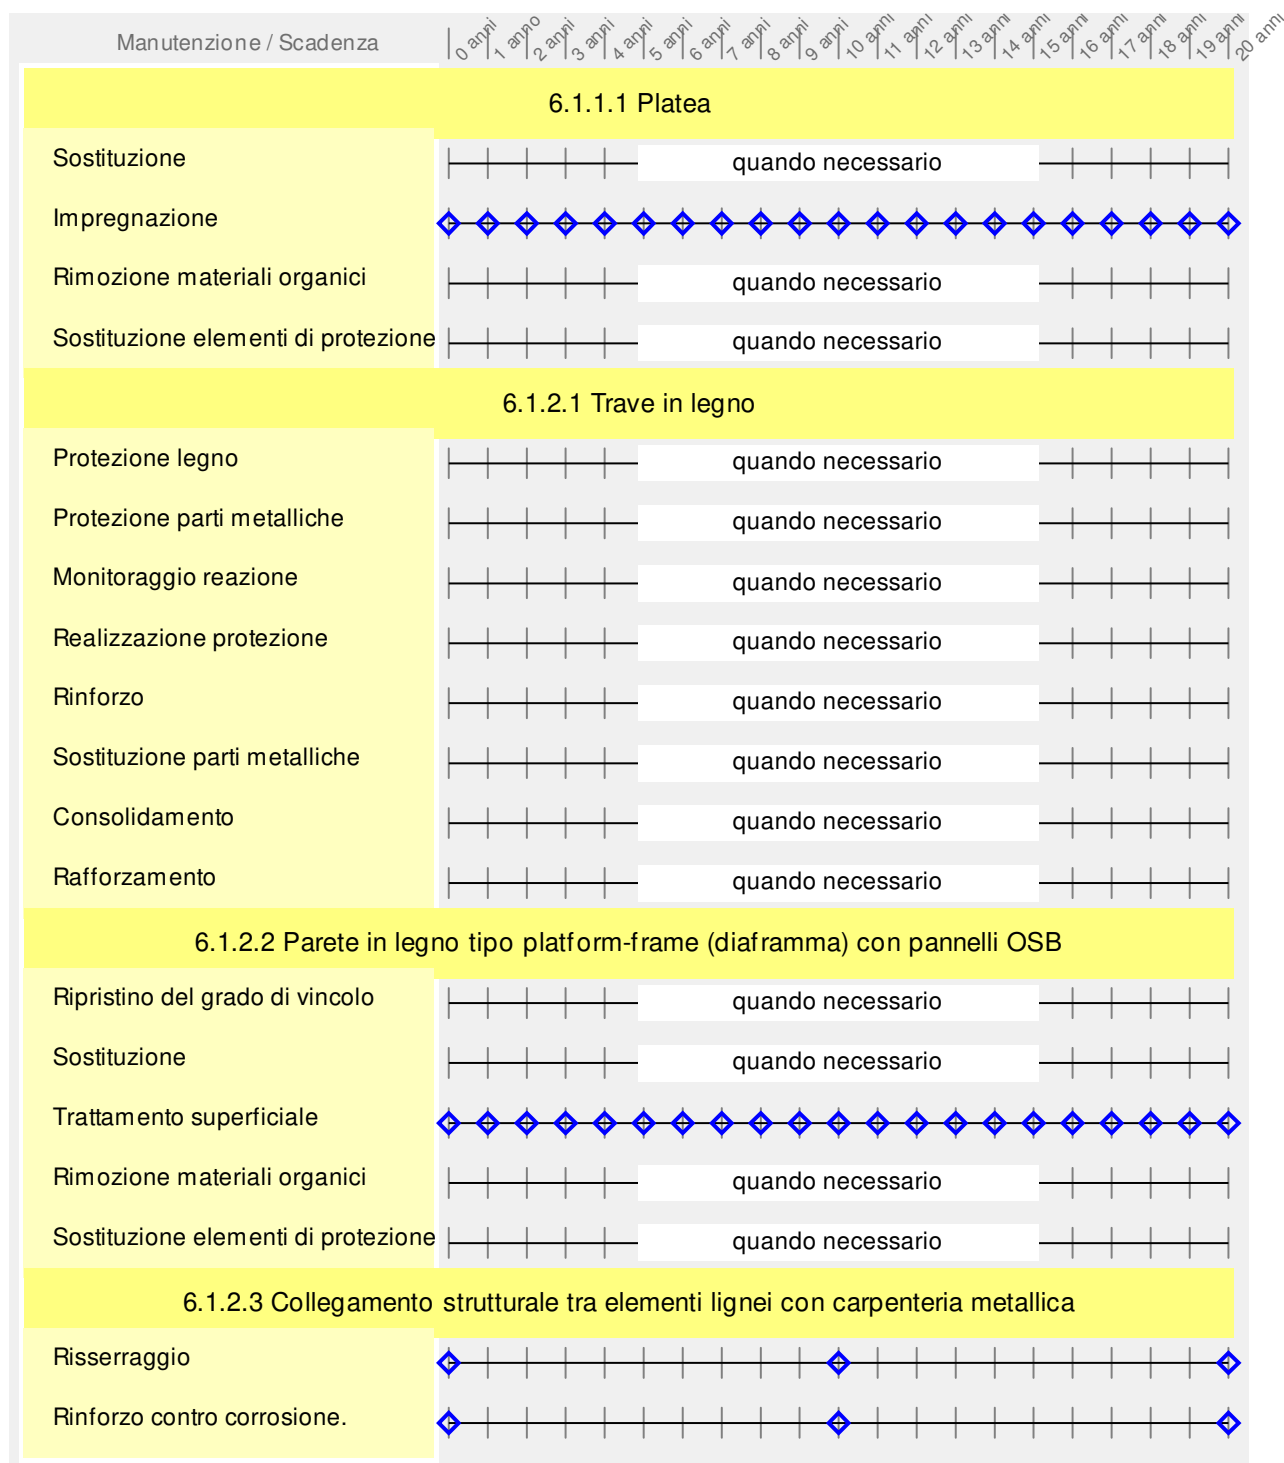 Manutenzione / Scadenza
0 anni 1 anno 2 anni 3 anni 4 anni 5 anni 6 anni 7 anni 8 anni 9 anni 10 anni 11 anni 12 anni 13 anni 14 anni 15 anni 16 anni 17 anni 18 anni 19 anni 20 anni
6.1.1.1 Platea
Sostituzione quando necessario
Impregnazione
Rimozione materiali organici quando necessario
Sostituzione elementi di protezione quando necessario
6.1.2.1 Trave in legno
Protezione legno quando necessario
Protezione parti metalliche quando necessario
Monitoraggio reazione quando necessario
Realizzazione protezione quando necessario
Rinforzo quando necessario
Sostituzione parti metalliche quando necessario
Consolidamento quando necessario
Rafforzamento quando necessario
6.1.2.2 Parete in legno tipo platform-frame (diaframma) con pannelli OSB
Ripristino del grado di vincolo quando necessario
Sostituzione quando necessario
Trattamento superficiale
Rimozione materiali organici quando necessario
Sostituzione elementi di protezione quando necessario
6.1.2.3 Collegamento strutturale tra elementi lignei con carpenteria metallica
Risserraggio
Rinforzo contro corrosione.